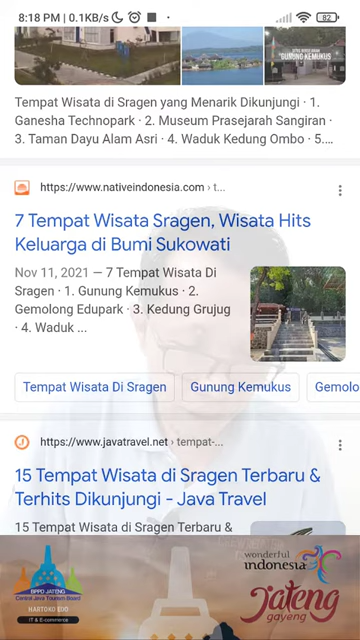 8:18 PM | 0.1KB/s
82
GUNUNG KEMUKUS
Tempat Wisata di Sragen yang Menarik Dikunjungi · 1.
Ganesha Technopark · 2. Museum Prasejarah Sangiran ·
3. Taman Dayu Alam Asri · 4. Waduk Kedung Ombo · 5....
https://www.nativeindonesia.com › t...
7 Tempat Wisata Sragen, Wisata Hits
Keluarga di Bumi Sukowati
Nov 11, 2021 — 7 Tempat Wisata Di
Sragen · 1. Gunung Kemukus · 2.
Gemolong Edupark · 3. Kedung Grujug
· 4. Waduk ...
Tempat Wisata Di Sragen
Gunung Kemukus
Gemolo
https://www.javatravel.net › tempat-...
15 Tempat Wisata di Sragen Terbaru &
Terhits Dikunjungi - Java Travel
15 Tempat Wisata di Sragen Terbaru &
BPPD JATENG
Central Java Tourism Board
HARTOKO BUD
IT & E-commerce
wonderful
indonesia
Jateng
gayeng